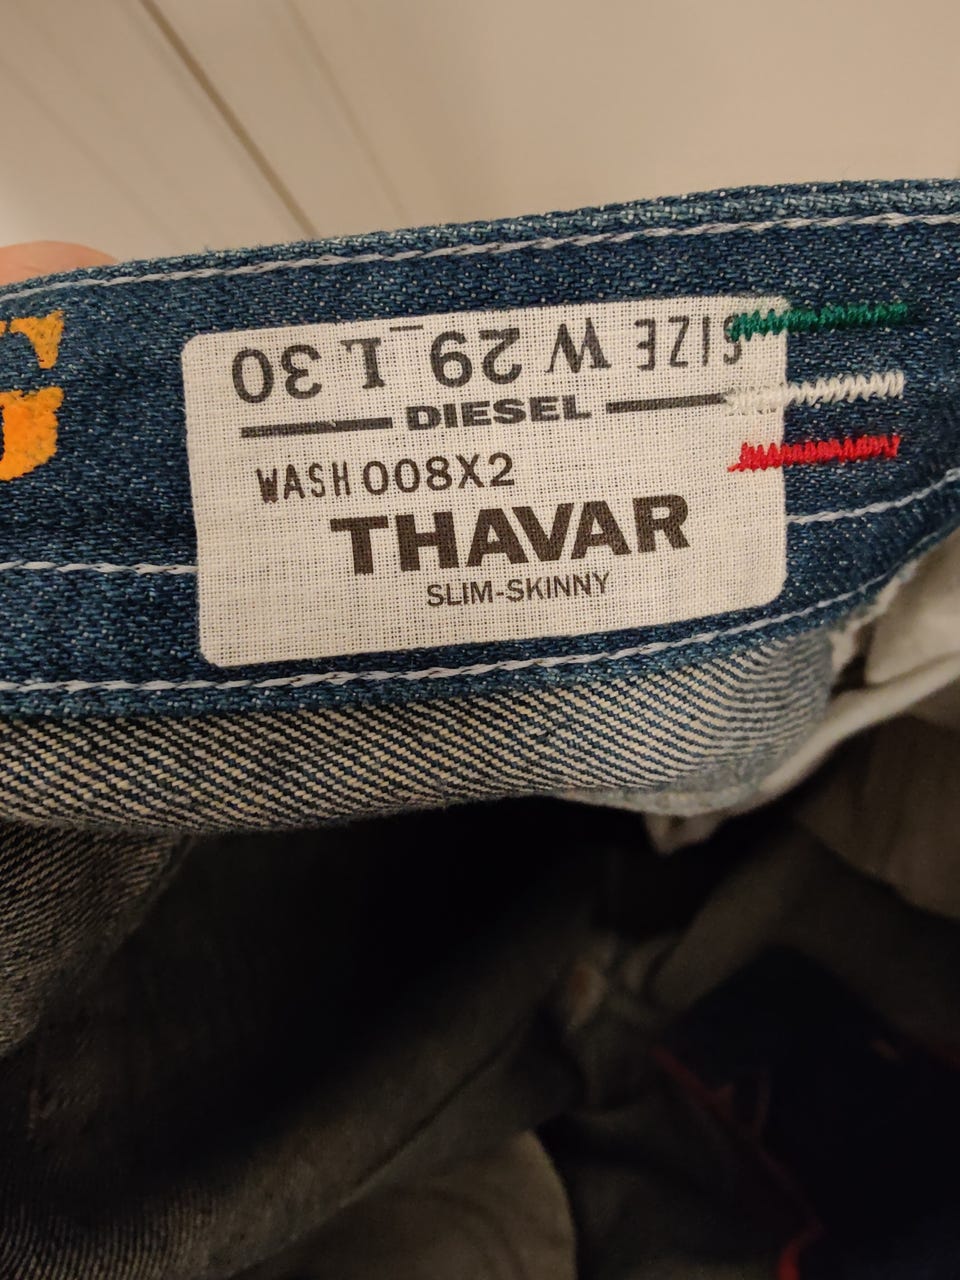 SIZE W 29 L 30
DIESEL
WASH 008X2
THAVAR
SLIM-SKINNY